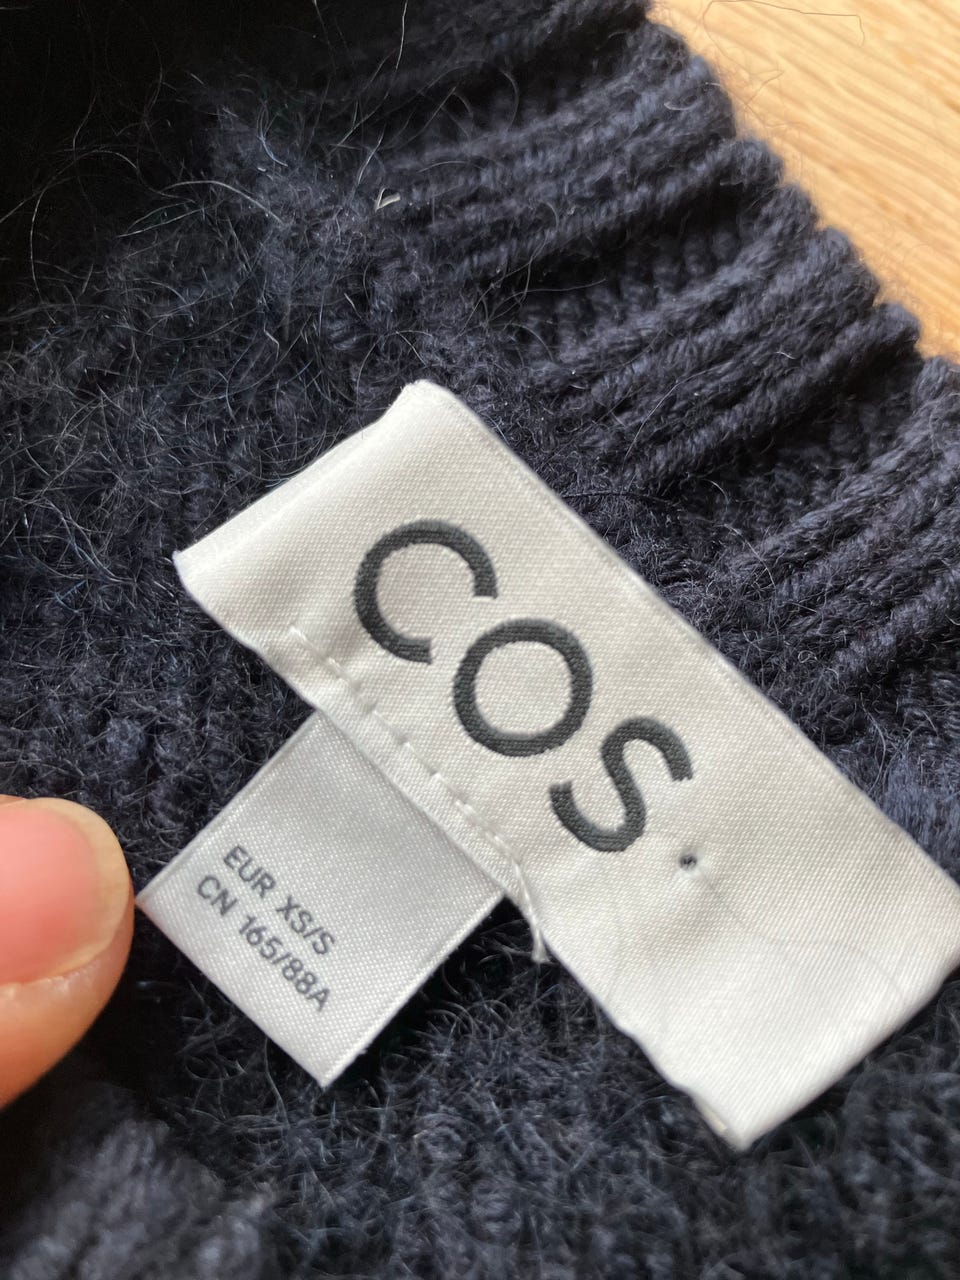 COS
EUR XS/S
CN 165/88A